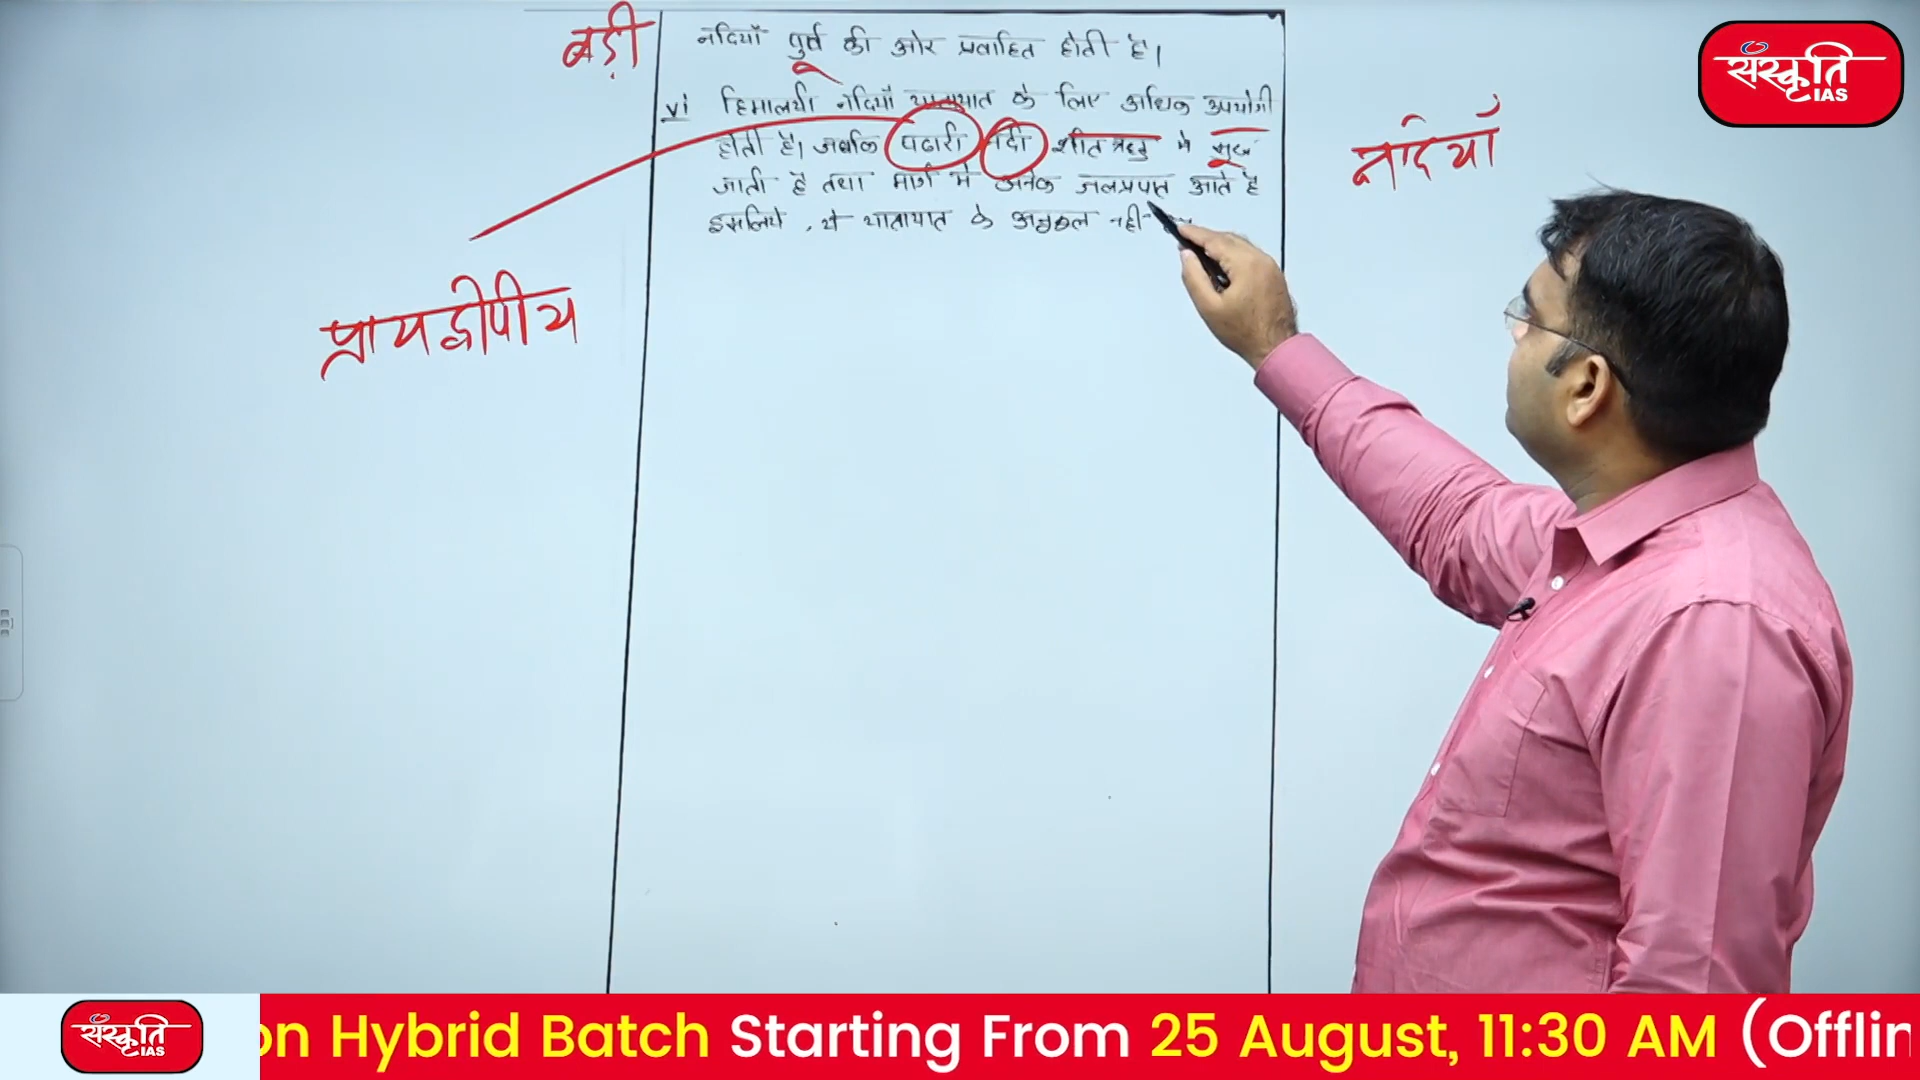 बड़ी
नदियाँ पुर्व की ओर प्रवाहित होती है।
vi हिमालयी नदियाँ यातायात के लिए अधिक उपयोगी
होती है। जबकि पठारी नदी शीत ऋतु मे सूख
जाती है तथा मार्ग मे अनेक जलप्रपात आते है
इसलिये , ये यातायात के अनुकूल नही
नदियाँ
प्रायद्वीपीय
संस्कृति
IAS
संस्कृति
IAS
on Hybrid Batch Starting From 25 August, 11:30 AM (Offlin